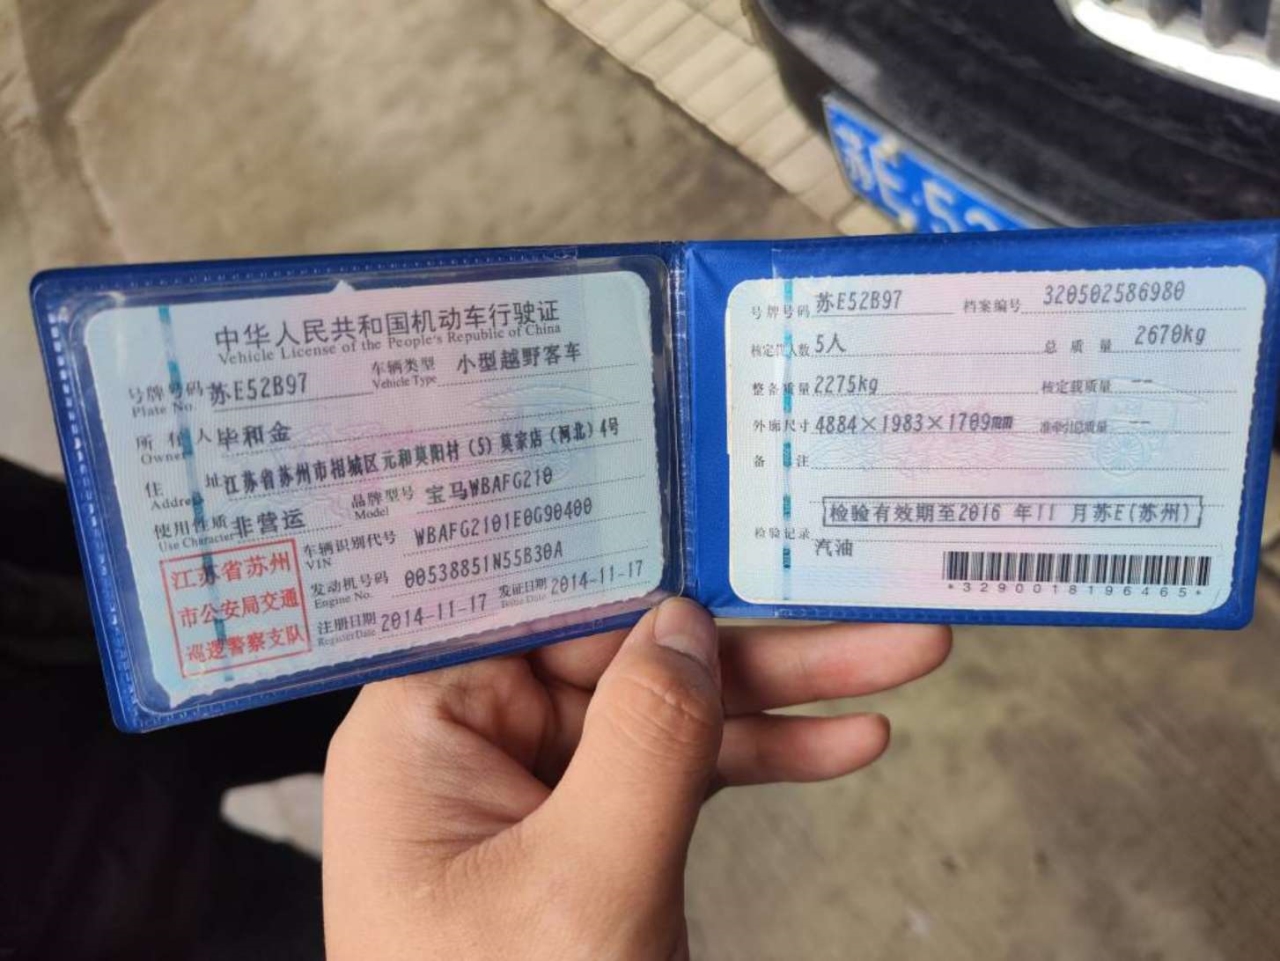 中华人民共和国机动车行驶证
Vehicle License of the People's Republic of China
号牌号码 苏E52B97 车辆类型 小型越野客车
Plate No. Vehicle Type
所有人 毕和金
Owner
住址 江苏省苏州市相城区元和莫阳村(5)莫家店(河北)4号
Address
使用性质 非营运 品牌型号 宝马WBAFG210
Use Character Model
江苏省苏州
市公安局交通
巡逻警察支队
车辆识别代号 WBAFG2101E0G90400
VIN
发动机号码 00538851N55B30A
Engine No.
注册日期 2014-11-17 发证日期 2014-11-17
Register Date Issue Date
号牌号码 苏E52B97 档案编号 320502586980
核定载人数 5人 总质量 2670kg
整备质量 2275kg 核定载质量 --
外廓尺寸 4884×1983×1709mm 准牵引总质量 --
备注
检验有效期至2016 年11 月苏E(苏州)
检验记录
汽油
*3290018196465*
苏E·52